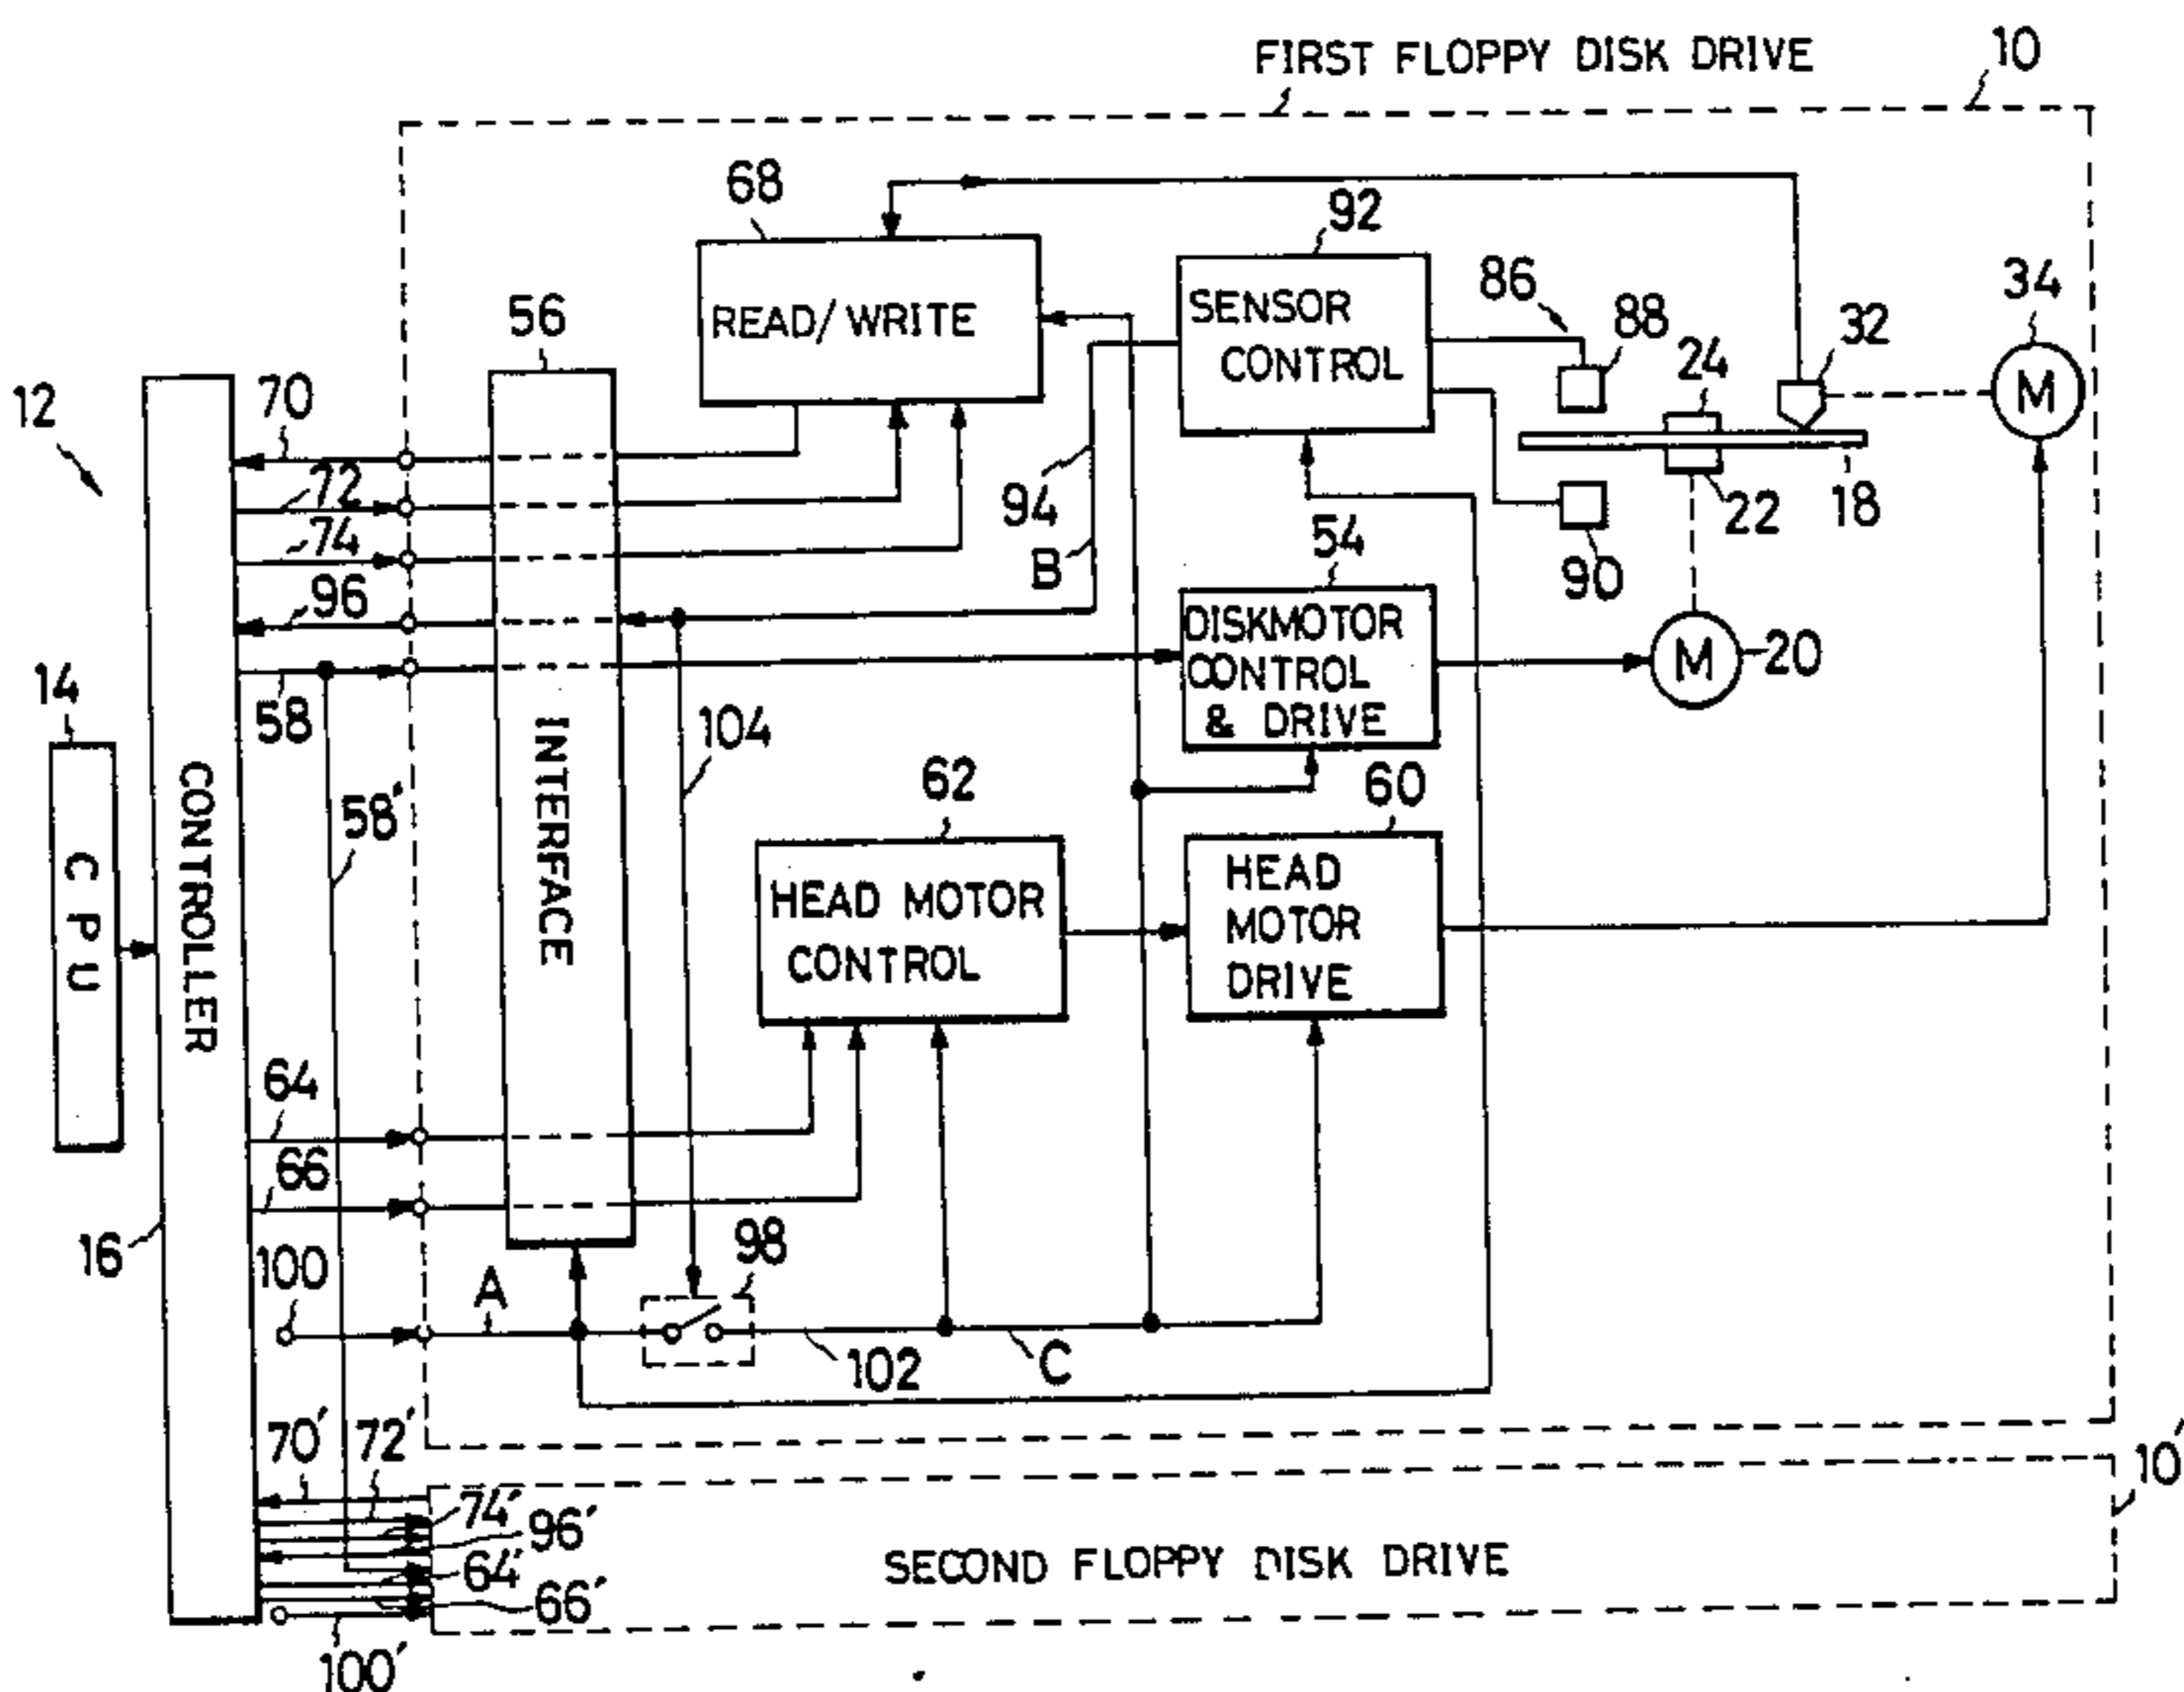 FIRST FLOPPY DISK DRIVE
10
68
92
86
88
34
56
READ/WRITE
SENSOR
CONTROL
24
32
M
12
70
72
94
22
18
74
B
54
90
96
DISKMOTOR
CONTROL
& DRIVE
M
20
14
58
104
INTERFACE
CONTROLLER
58'
62
60
CPU
HEAD MOTOR
CONTROL
HEAD
MOTOR
DRIVE
64
66
16
100
A
98
102
C
70'
72'
10'
74'
96'
SECOND FLOPPY DISK DRIVE
64'
66'
100'